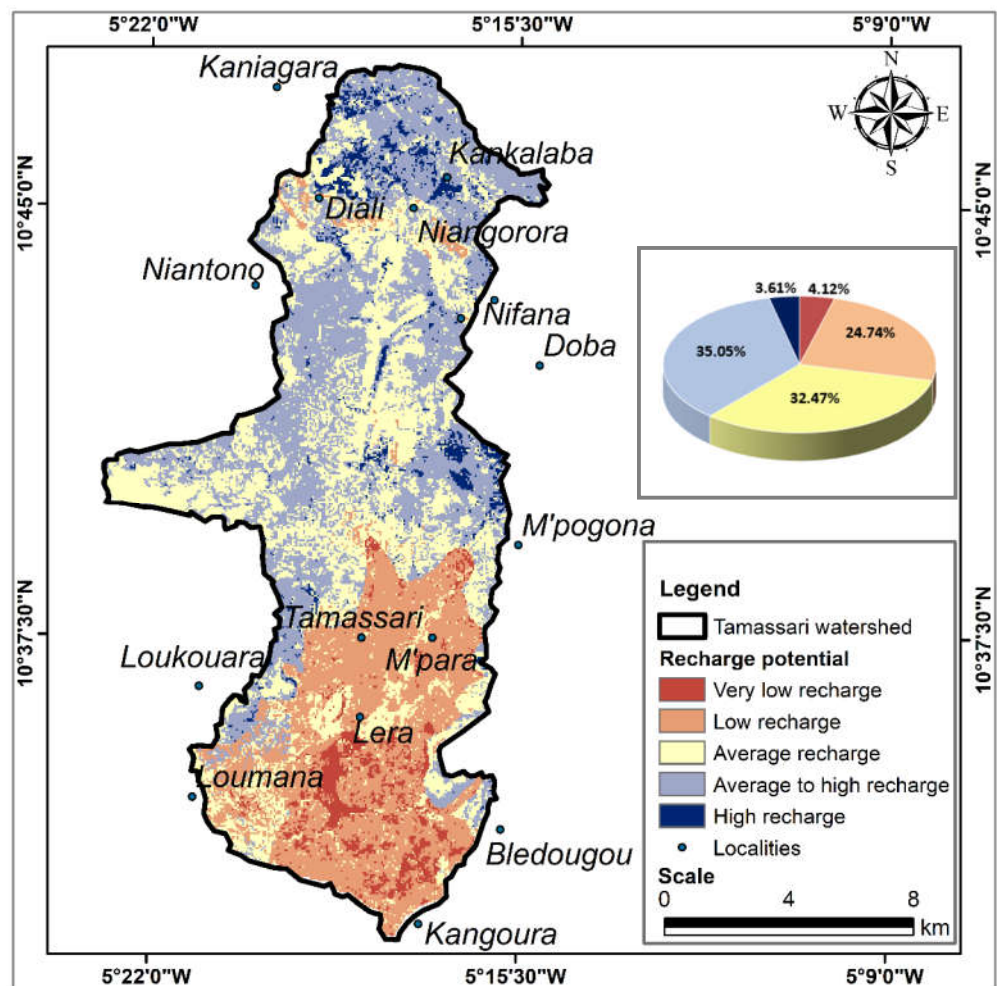 5°22'0"W
5°15'30"W
5°9'0"W
Kaniagara
N
W
E
S
Kankalaba
10°45'0"N
10°45'0"N
Diali
Niangorora
Niantono
3.61%
4.12%
Nifana
24.74%
Doba
35.05%
32.47%
M'pogona
Legend
Tamassari watershed
Tamassari
10°37'30"N
10°37'30"N
Loukouara
M'para
Recharge potential
Very low recharge
Low recharge
Lera
Average recharge
Loumana
Average to high recharge
High recharge
Bledougou
Localities
Scale
0 4 8
km
Kangoura
5°22'0"W
5°15'30"W
5°9'0"W